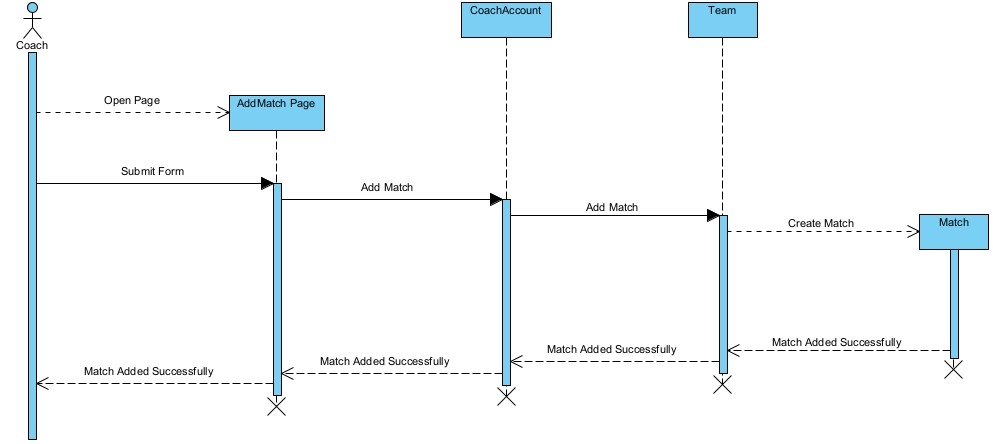 Coach
CoachAccount
Team
Open Page
AddMatch Page
Submit Form
Add Match
Add Match
Create Match
Match
Match Added Successfully
Match Added Successfully
Match Added Successfully
Match Added Successfully